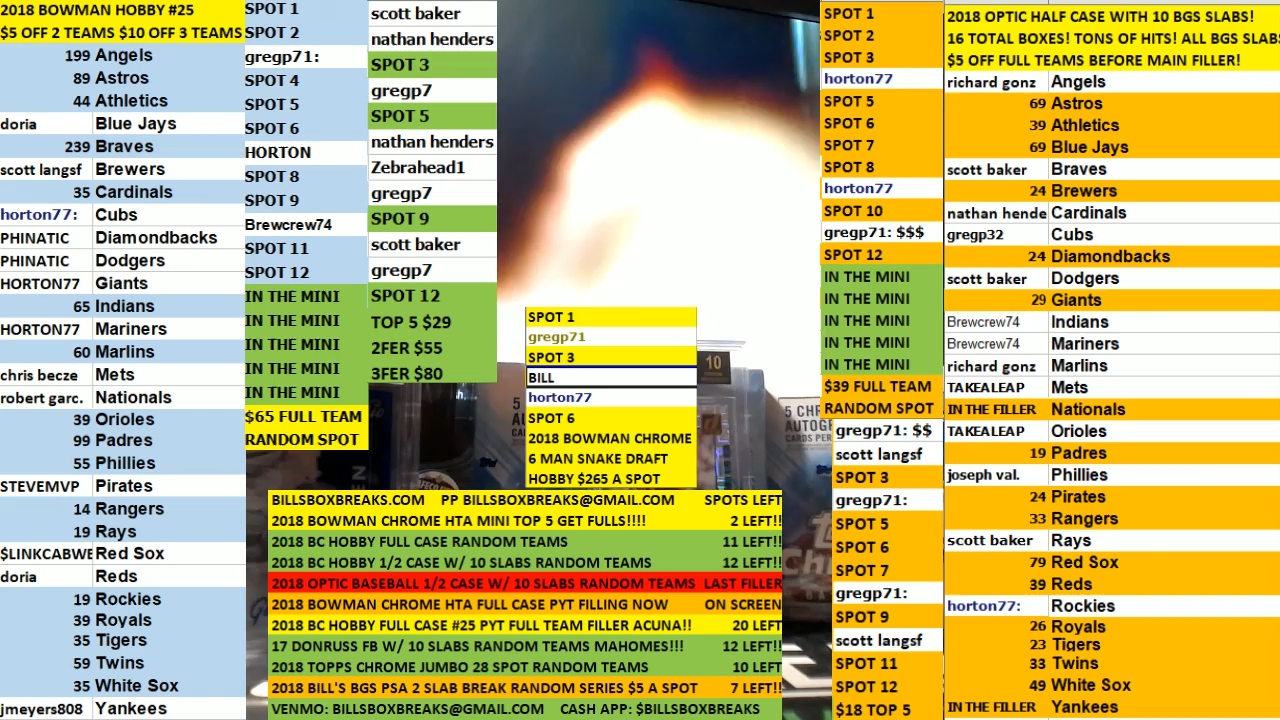 2018 BOWMAN HOBBY #25
$5 OFF 2 TEAMS $10 OFF 3 TEAMS
199 Angels
89 Astros
44 Athletics
doria Blue Jays
239 Braves
scott langsf Brewers
35 Cardinals
horton77: Cubs
PHINATIC Diamondbacks
PHINATIC Dodgers
HORTON77 Giants
65 Indians
HORTON77 Mariners
60 Marlins
chris becze Mets
robert garc. Nationals
39 Orioles
99 Padres
55 Phillies
STEVEMVP Pirates
14 Rangers
19 Rays
$LINKCABWE Red Sox
doria Reds
19 Rockies
39 Royals
35 Tigers
59 Twins
35 White Sox
jmeyers808 Yankees
SPOT 1
SPOT 2
gregp71:
SPOT 4
SPOT 5
SPOT 6
HORTON
SPOT 8
SPOT 9
Brewcrew74
SPOT 11
SPOT 12
IN THE MINI
IN THE MINI
IN THE MINI
IN THE MINI
IN THE MINI
$65 FULL TEAM
RANDOM SPOT
scott baker
nathan henders
SPOT 3
gregp7
SPOT 5
nathan henders
Zebrahead1
gregp7
SPOT 9
scott baker
gregp7
SPOT 12
TOP 5 $29
2FER $55
3FER $80
SPOT 1
gregp71
SPOT 3
BILL
horton77
SPOT 6
2018 BOWMAN CHROME
6 MAN SNAKE DRAFT
HOBBY $265 A SPOT
10
BILLSBOXBREAKS.COM PP BILLSBOXBREAKS@GMAIL.COM SPOTS LEFT
2018 BOWMAN CHROME HTA MINI TOP 5 GET FULLS!!!! 2 LEFT!!
2018 BC HOBBY FULL CASE RANDOM TEAMS 11 LEFT!!
2018 BC HOBBY 1/2 CASE W/ 10 SLABS RANDOM TEAMS 12 LEFT!!
2018 OPTIC BASEBALL 1/2 CASE W/ 10 SLABS RANDOM TEAMS LAST FILLER
2018 BOWMAN CHROME HTA FULL CASE PYT FILLING NOW ON SCREEN
2018 BC HOBBY FULL CASE #25 PYT FULL TEAM FILLER ACUNA!! 20 LEFT
17 DONRUSS FB W/ 10 SLABS RANDOM TEAMS MAHOMES!!! 12 LEFT!!
2018 TOPPS CHROME JUMBO 28 SPOT RANDOM TEAMS 10 LEFT
2018 BILL'S BGS PSA 2 SLAB BREAK RANDOM SERIES $5 A SPOT 7 LEFT!!
VENMO: BILLSBOXBREAKS@GMAIL.COM CASH APP: $BILLSBOXBREAKS
SPOT 1
SPOT 2
SPOT 3
horton77
SPOT 5
SPOT 6
SPOT 7
SPOT 8
horton77
SPOT 10
gregp71: $$$
SPOT 12
IN THE MINI
IN THE MINI
IN THE MINI
IN THE MINI
IN THE MINI
$39 FULL TEAM
RANDOM SPOT
gregp71: $$
scott langsf
SPOT 3
gregp71:
SPOT 5
SPOT 6
SPOT 7
gregp71:
SPOT 9
scott langsf
SPOT 11
SPOT 12
$18 TOP 5
2018 OPTIC HALF CASE WITH 10 BGS SLABS!
16 TOTAL BOXES! TONS OF HITS! ALL BGS SLABS
$5 OFF FULL TEAMS BEFORE MAIN FILLER!
richard gonz Angels
69 Astros
39 Athletics
69 Blue Jays
scott baker Braves
24 Brewers
nathan hende Cardinals
gregp32 Cubs
24 Diamondbacks
scott baker Dodgers
29 Giants
Brewcrew74 Indians
Brewcrew74 Mariners
richard gonz Marlins
TAKEALEAP Mets
IN THE FILLER Nationals
TAKEALEAP Orioles
19 Padres
joseph val. Phillies
24 Pirates
33 Rangers
scott baker Rays
79 Red Sox
39 Reds
horton77: Rockies
26 Royals
23 Tigers
33 Twins
49 White Sox
IN THE FILLER Yankees